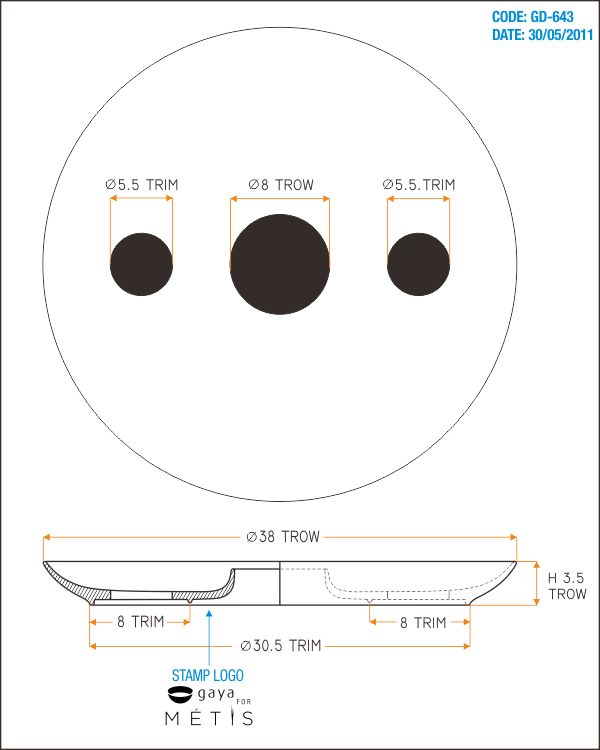 CODE: GD-643
DATE: 30/05/2011
∅5.5 TRIM
∅8 TROW
∅5.5.TRIM
∅38 TROW
H 3.5
TROW
8 TRIM
8 TRIM
∅30.5 TRIM
STAMP LOGO
gaya
FOR
MÉTIS